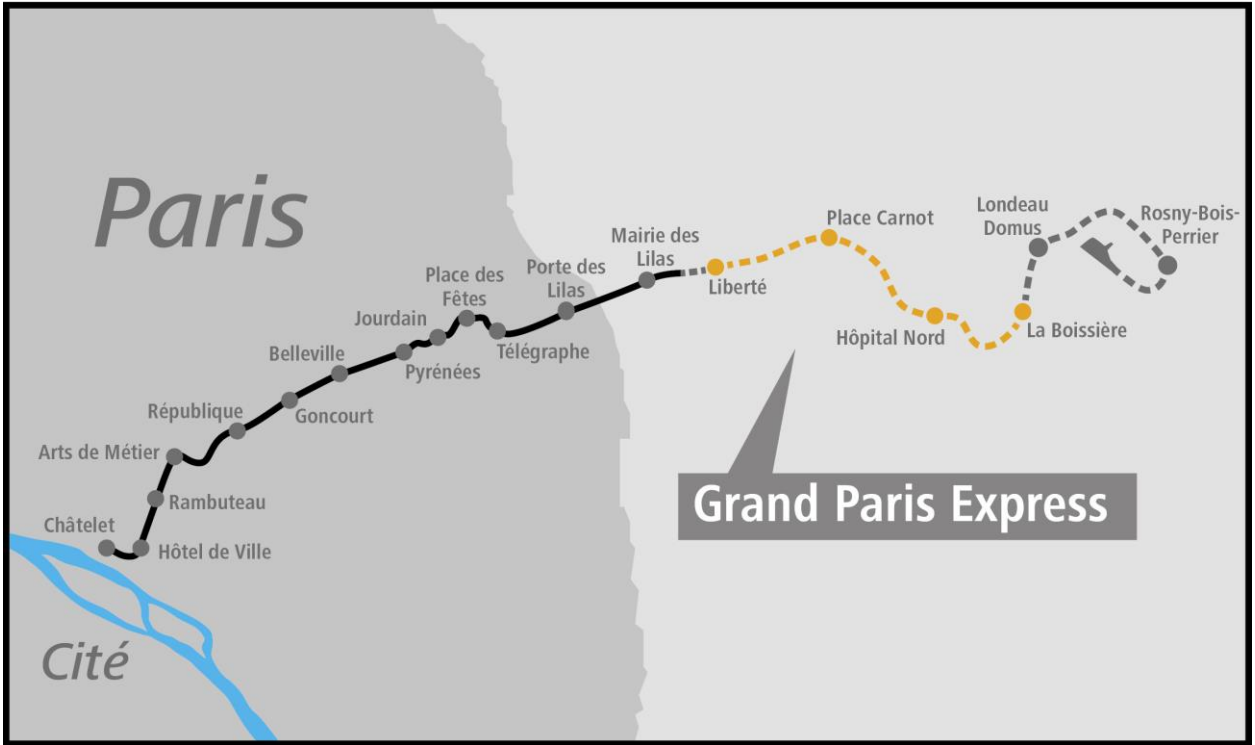 Paris
Londeau
Domus
Rosny-Bois-
Perrier
Place Carnot
Mairie des
Lilas
Liberté
Hôpital Nord
La Boissière
Place des
Fêtes
Porte des
Lilas
Jourdain
Télégraphe
Belleville
Pyrénées
République
Goncourt
Arts de Métier
Rambuteau
Châtelet
Hôtel de Ville
Grand Paris Express
Cité